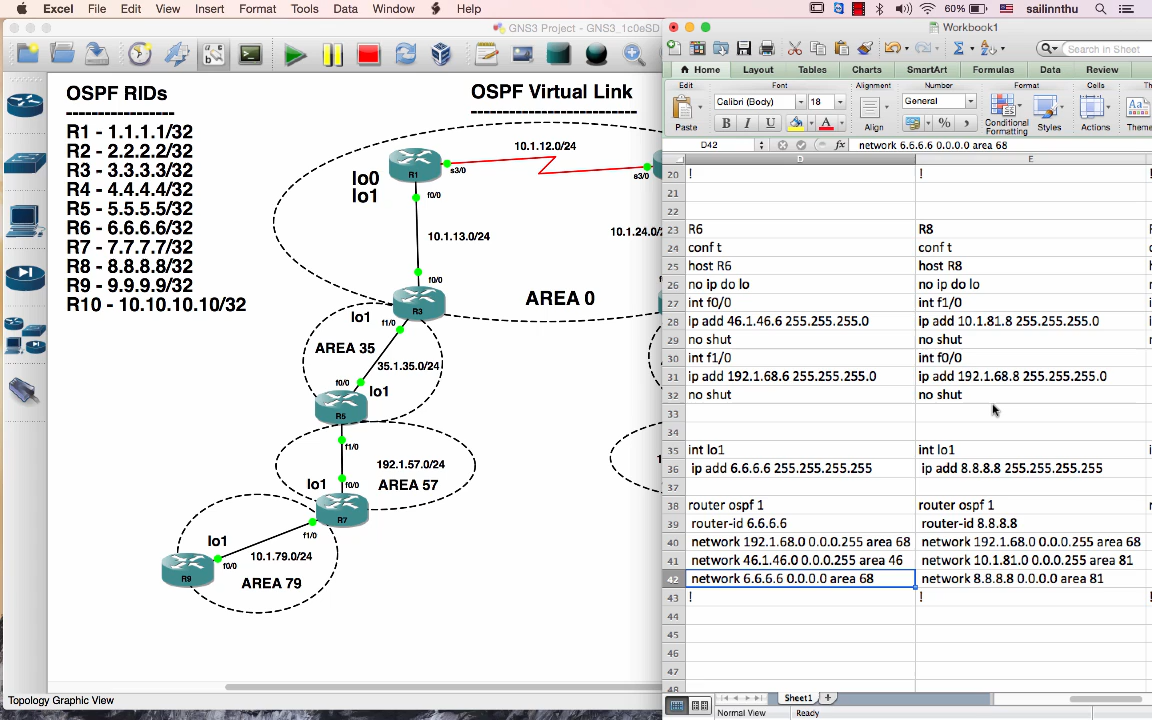 Excel File Edit View Insert Format Tools Data Window Help 60% sailinnthu
GNS3 Project - GNS3_1c0eSD
Workbook1
Search in Sheet
Home Layout Tables Charts SmartArt Formulas Data Review
Edit Font Alignment Number Format Cells
Calibri (Body) 18 General
Paste B I U A Align % Conditional Formatting Styles Actions Aa
D42 fx network 6.6.6.6 0.0.0.0 area 68
D E
OSPF RIDs
-----------------
R1 - 1.1.1.1/32
R2 - 2.2.2.2/32
R3 - 3.3.3.3/32
R4 - 4.4.4.4/32
R5 - 5.5.5.5/32
R6 - 6.6.6.6/32
R7 - 7.7.7.7/32
R8 - 8.8.8.8/32
R9 - 9.9.9.9/32
R10 - 10.10.10.10/32
OSPF Virtual Link
-------------------------
10.1.12.0/24
R1
s3/0
s3/0
lo0
lo1
f0/0
10.1.13.0/24
10.1.24.0/
f0/0
AREA 0
lo1
R3
f1/0
AREA 35
35.1.35.0/24
f0/0
lo1
R5
f1/0
192.1.57.0/24
AREA 57
lo1
f0/0
R7
f1/0
lo1
10.1.79.0/24
f0/0
R9
AREA 79
20 ! !
21
22
23 R6 R8
24 conf t conf t
25 host R6 host R8
26 no ip do lo no ip do lo
27 int f0/0 int f1/0
28 ip add 46.1.46.6 255.255.255.0 ip add 10.1.81.8 255.255.255.0
29 no shut no shut
30 int f1/0 int f0/0
31 ip add 192.1.68.6 255.255.255.0 ip add 192.1.68.8 255.255.255.0
32 no shut no shut
33
34
35 int lo1 int lo1
36 ip add 6.6.6.6 255.255.255.255 ip add 8.8.8.8 255.255.255.255
37
38 router ospf 1 router ospf 1
39 router-id 6.6.6.6 router-id 8.8.8.8
40 network 192.1.68.0 0.0.0.255 area 68 network 192.1.68.0 0.0.0.255 area 68
41 network 46.1.46.0 0.0.0.255 area 46 network 10.1.81.0 0.0.0.255 area 81
42 network 6.6.6.6 0.0.0.0 area 68 network 8.8.8.8 0.0.0.0 area 81
43 ! !
44
45
46
47
48
Sheet1
Normal View Ready
Topology Graphic View